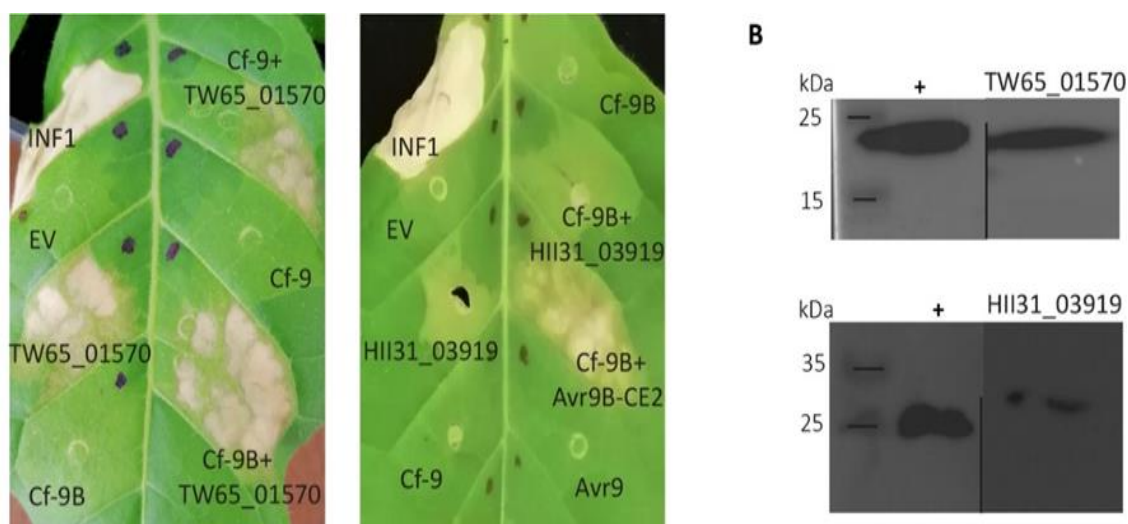 Cf-9+
TW65_01570
INF1
EV
Cf-9
TW65_01570
Cf-9B+
TW65_01570
Cf-9B
INF1
Cf-9B
EV
Cf-9B+
HII31_03919
HII31_03919
Cf-9B+
Avr9B-CE2
Cf-9
Avr9
B
kDa
+
TW65_01570
25
15
kDa
+
HII31_03919
35
25